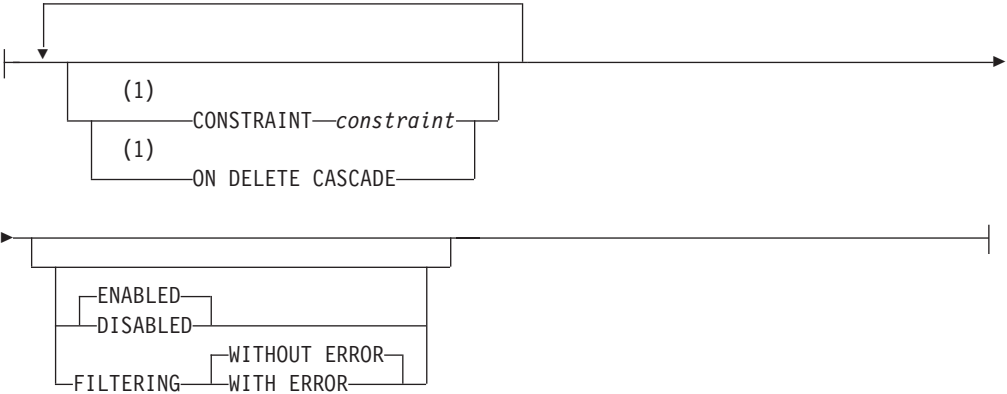 (1)
CONSTRAINT constraint
(1)
ON DELETE CASCADE
ENABLED
DISABLED
WITHOUT ERROR
FILTERING WITH ERROR